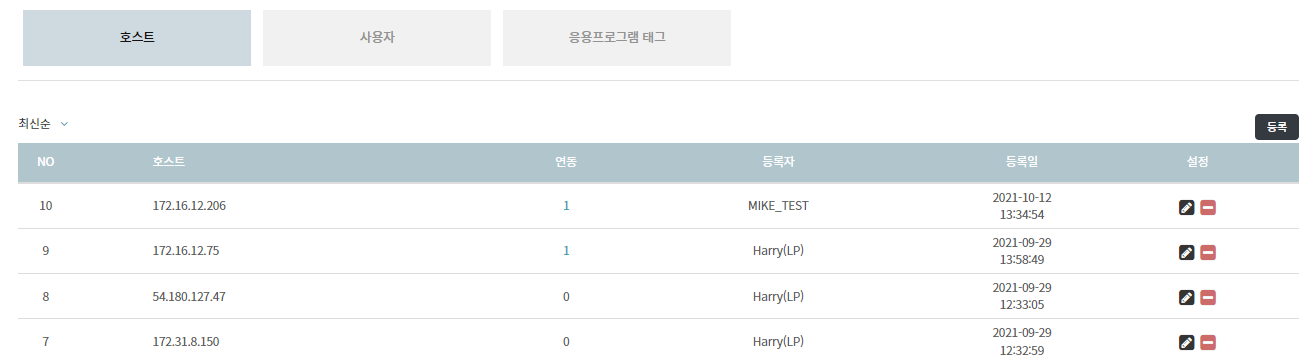 호스트 사용자 응용프로그램 태그
최신순
등록
NO 호스트 연동 등록자 등록일 설정
10 172.16.12.206 1 MIKE_TEST 2021-10-12 13:34:54
9 172.16.12.75 1 Harry(LP) 2021-09-29 13:58:49
8 54.180.127.47 0 Harry(LP) 2021-09-29 12:33:05
7 172.31.8.150 0 Harry(LP) 2021-09-29 12:32:59